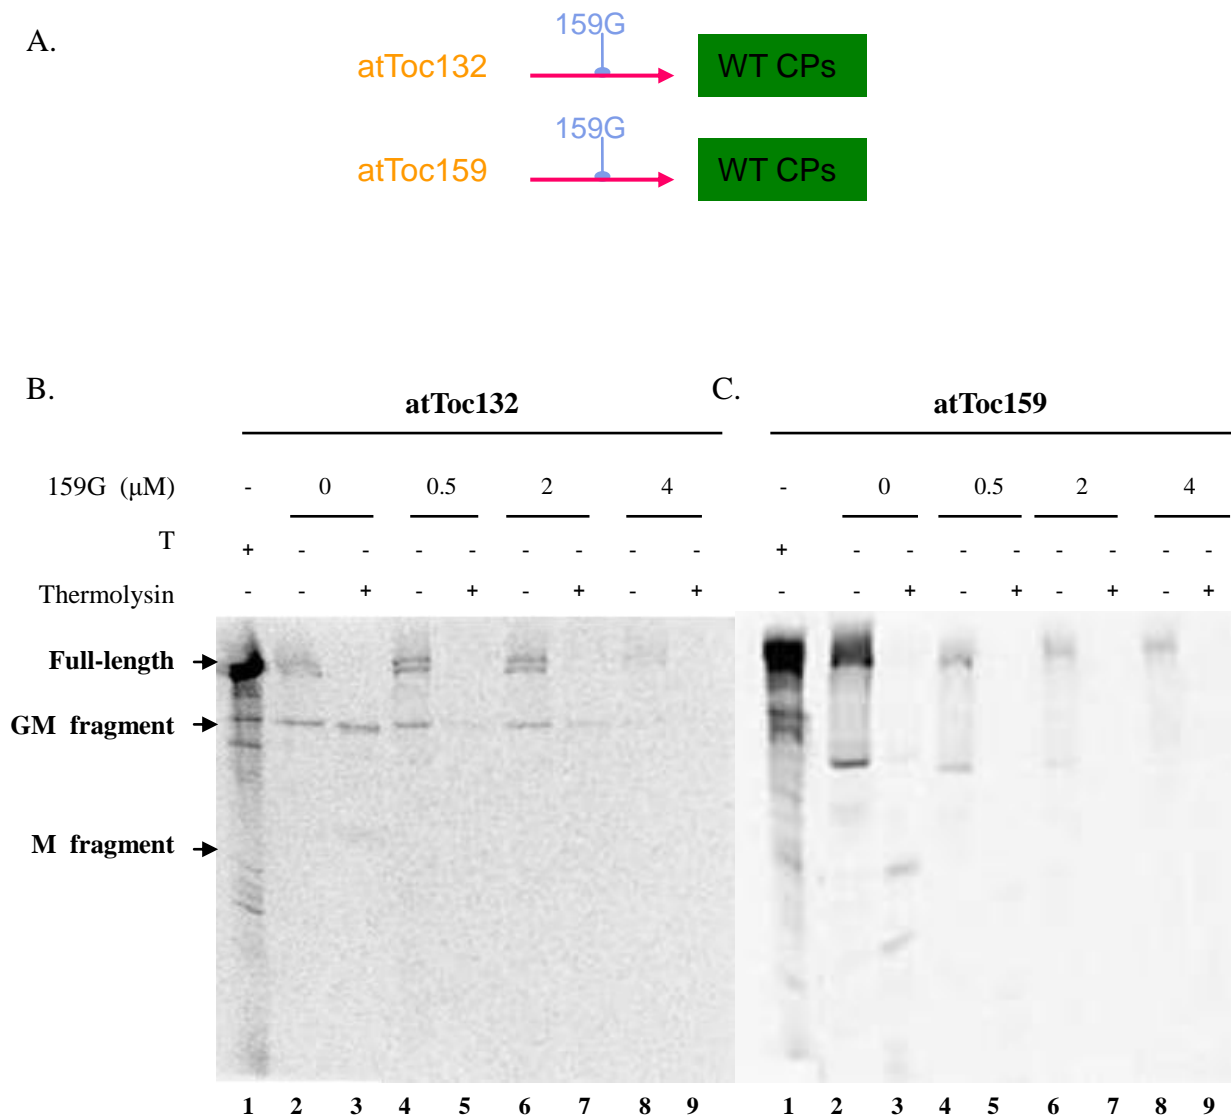 A.
159G
atToc132 WT CPs
159G
atToc159 WT CPs
B. C.
atToc132 atToc159
159G (μM) - 0 0.5 2 4 - 0 0.5 2 4
T + - - - - - - - - + - - - - - - - -
Thermolysin - - + - + - + - + - - + - + - + - +
Full-length
GM fragment
M fragment
1 2 3 4 5 6 7 8 9 1 2 3 4 5 6 7 8 9